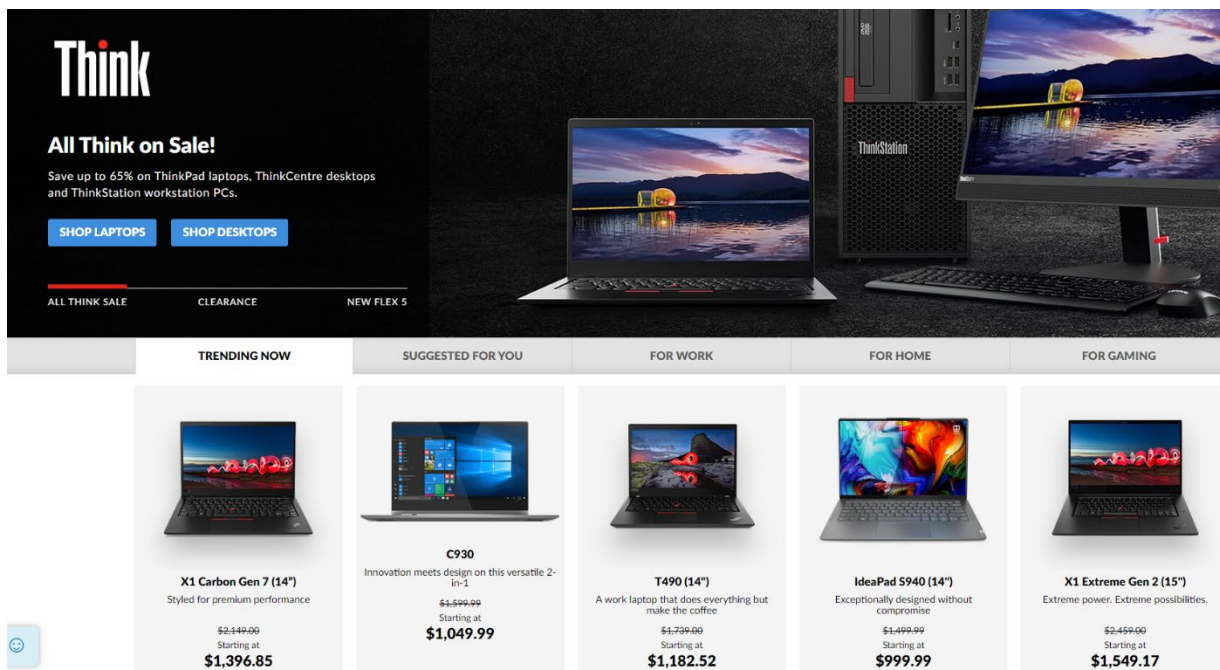 Think
All Think on Sale!
Save up to 65% on ThinkPad laptops, ThinkCentre desktops
and ThinkStation workstation PCs.
SHOP LAPTOPS
SHOP DESKTOPS
ALL THINK SALE
CLEARANCE
NEW FLEX 5
ThinkStation
TRENDING NOW
SUGGESTED FOR YOU
FOR WORK
FOR HOME
FOR GAMING
X1 Carbon Gen 7 (14")
Styled for premium performance
$2,149.00
Starting at
$1,396.85
C930
Innovation meets design on this versatile 2-
in-1
$1,599.99
Starting at
$1,049.99
T490 (14")
A work laptop that does everything but
make the coffee
$1,739.00
Starting at
$1,182.52
IdeaPad S940 (14")
Exceptionally designed without
compromise
$1,499.99
Starting at
$999.99
X1 Extreme Gen 2 (15")
Extreme power. Extreme possibilities.
$2,459.00
Starting at
$1,549.17